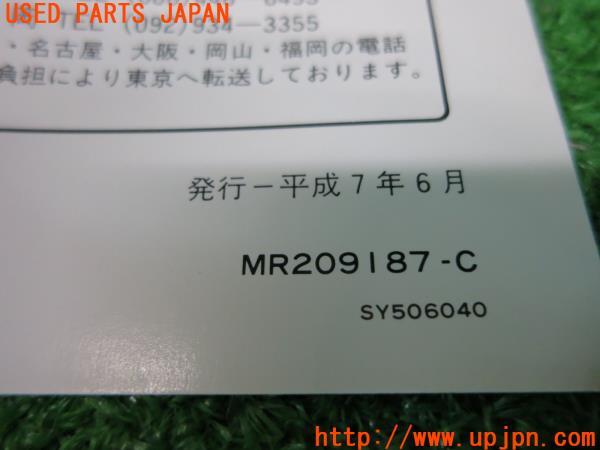 USED PARTS JAPAN
TEL (092)934-3355
・名古屋・大阪・岡山・福岡の電話
負担により東京へ転送しております。
発行ー平成7年6月
MR209187-C
SY506040
http://www.upjpn.com